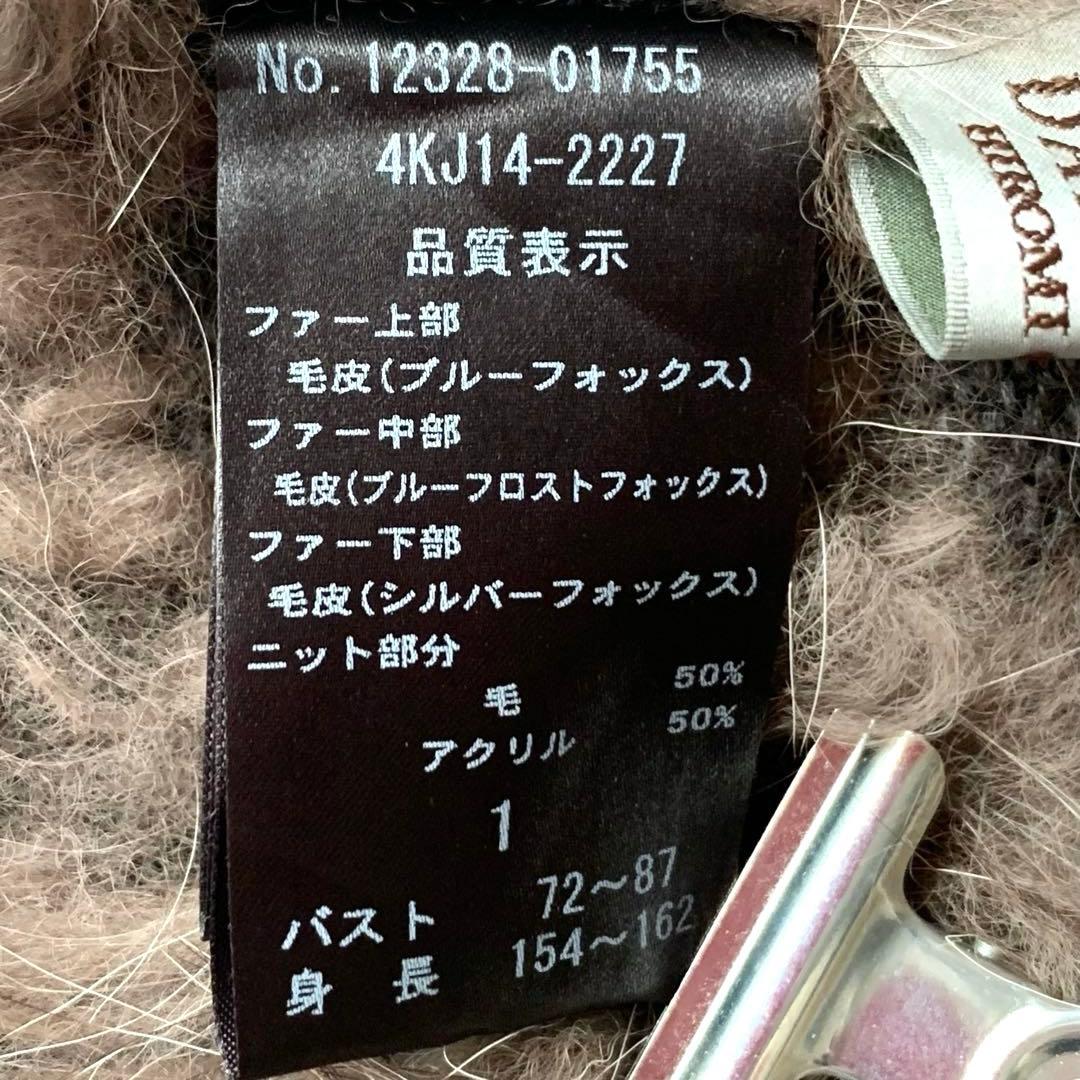 No. 12328-01755
4KJ14-2227
品質表示
ファー上部
毛皮(ブルーフォックス)
ファー中部
毛皮(ブルーフロストフォックス)
ファー下部
毛皮(シルバーフォックス)
ニット部分
毛 50%
アクリル 50%
1
バスト 72～87
身長 154～162
HIROMI